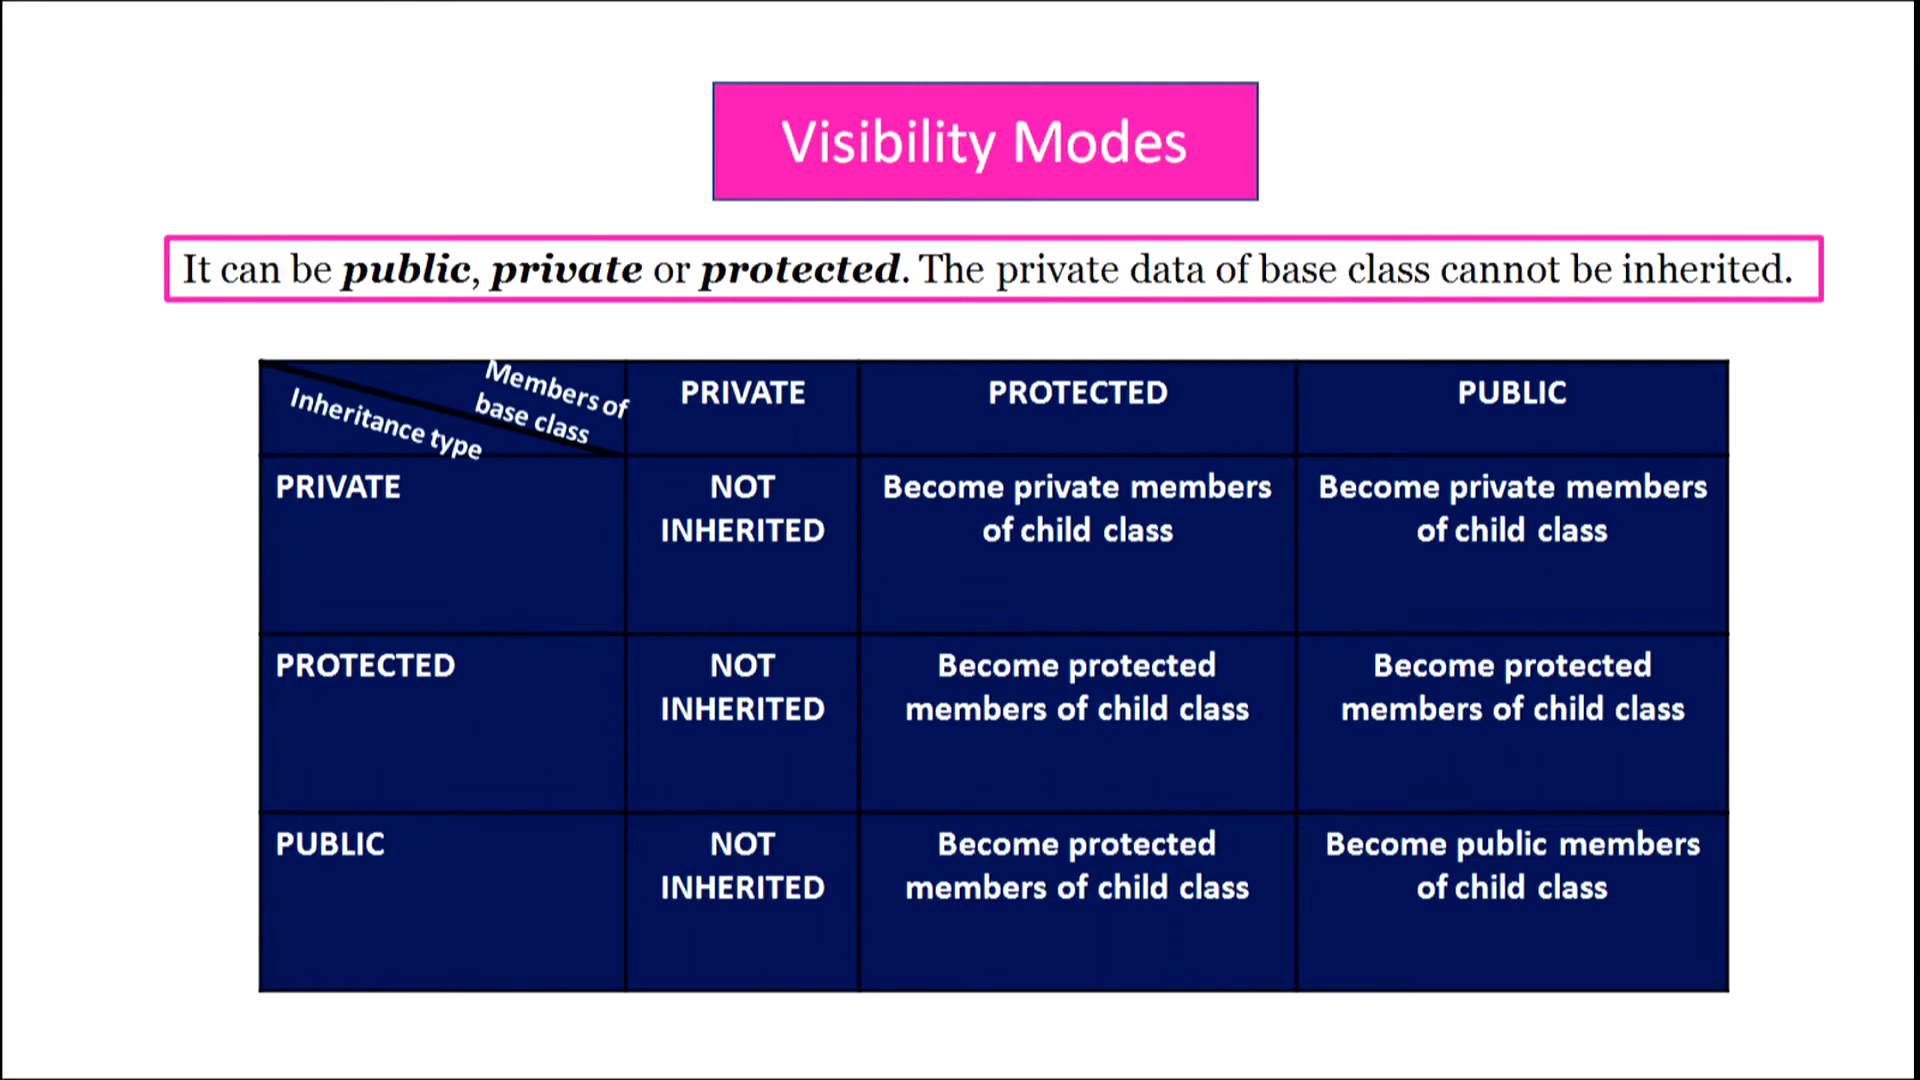 Visibility Modes
It can be public, private or protected. The private data of base class cannot be inherited.
Members of
base class
Inheritance type
PRIVATE
PROTECTED
PUBLIC
PRIVATE
NOT
INHERITED
Become private members
of child class
Become private members
of child class
PROTECTED
NOT
INHERITED
Become protected
members of child class
Become protected
members of child class
PUBLIC
NOT
INHERITED
Become protected
members of child class
Become public members
of child class